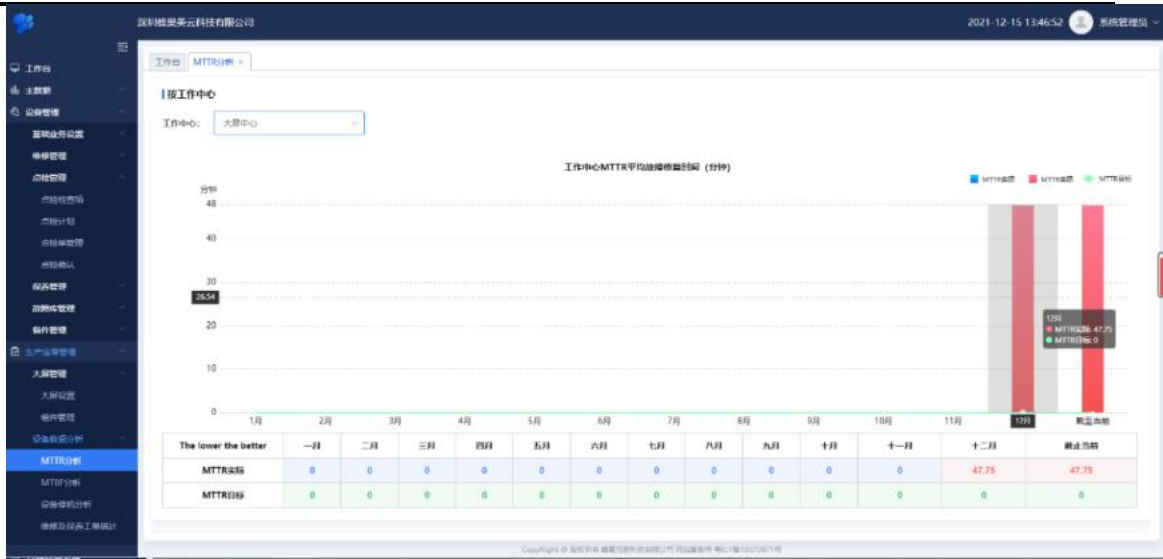 2021-12-15 13:46:52 系统管理员
工作台 MTTR分析 ×
工作台
主数据
按工作中心
设备管理
工作中心: 大屏中心
基础业务设置
维修管理
工作中心MTTR平均故障修复时间 (分钟)
点检管理
MTTR实际 MTTR实际 MTTR目标
分钟
点检检查项
48
点检计划
40
点检单管理
点检确认
30
保养管理
26.54
故障库管理
20
备件管理
12月
MTTR实际: 47.75
MTTR目标: 0
生产运营管理
10
大屏管理
大屏设置
0
组件管理
1月 2月 3月 4月 5月 6月 7月 8月 9月 10月 11月 12月 截至当前
设备数据分析
The lower the better 一月 二月 三月 四月 五月 六月 七月 八月 九月 十月 十一月 十二月 截止当前
MTTR分析
MTTR实际 0 0 0 0 0 0 0 0 0 0 0 47.75 47.75
MTBF分析
MTTR目标 0 0 0 0 0 0 0 0 0 0 0 0 0
设备停机分析
维修及保养工单统计
CopyRight @ 版权所有